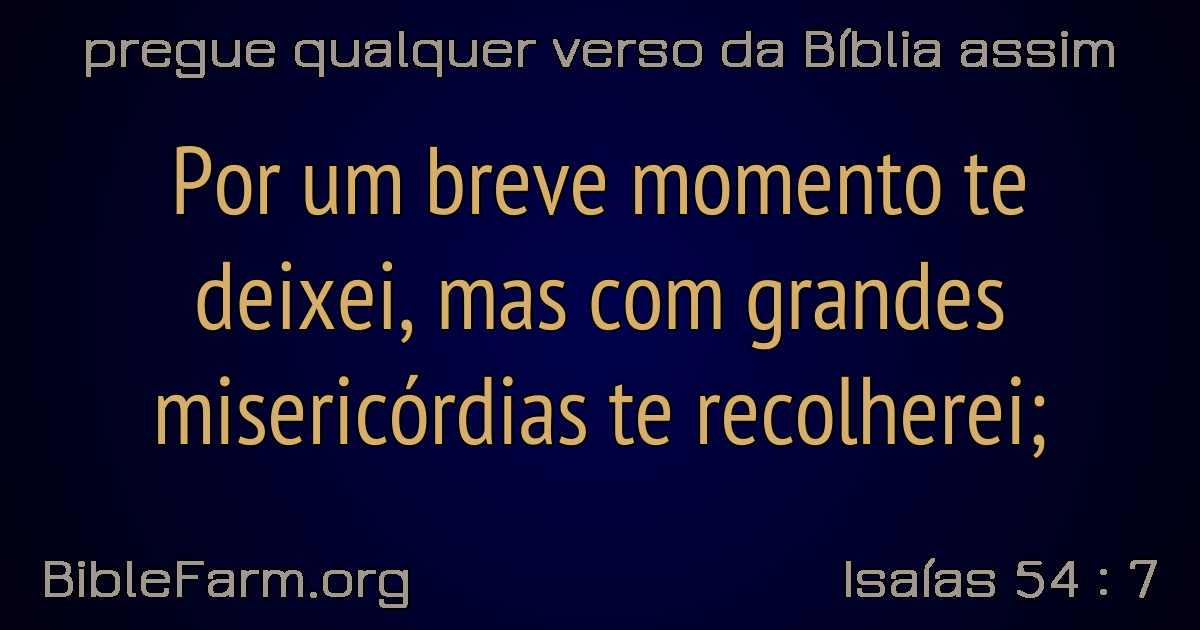 pregue qualquer verso da Bíblia assim
Por um breve momento te
deixei, mas com grandes
misericórdias te recolherei;
BibleFarm.org
Isaías 54 : 7